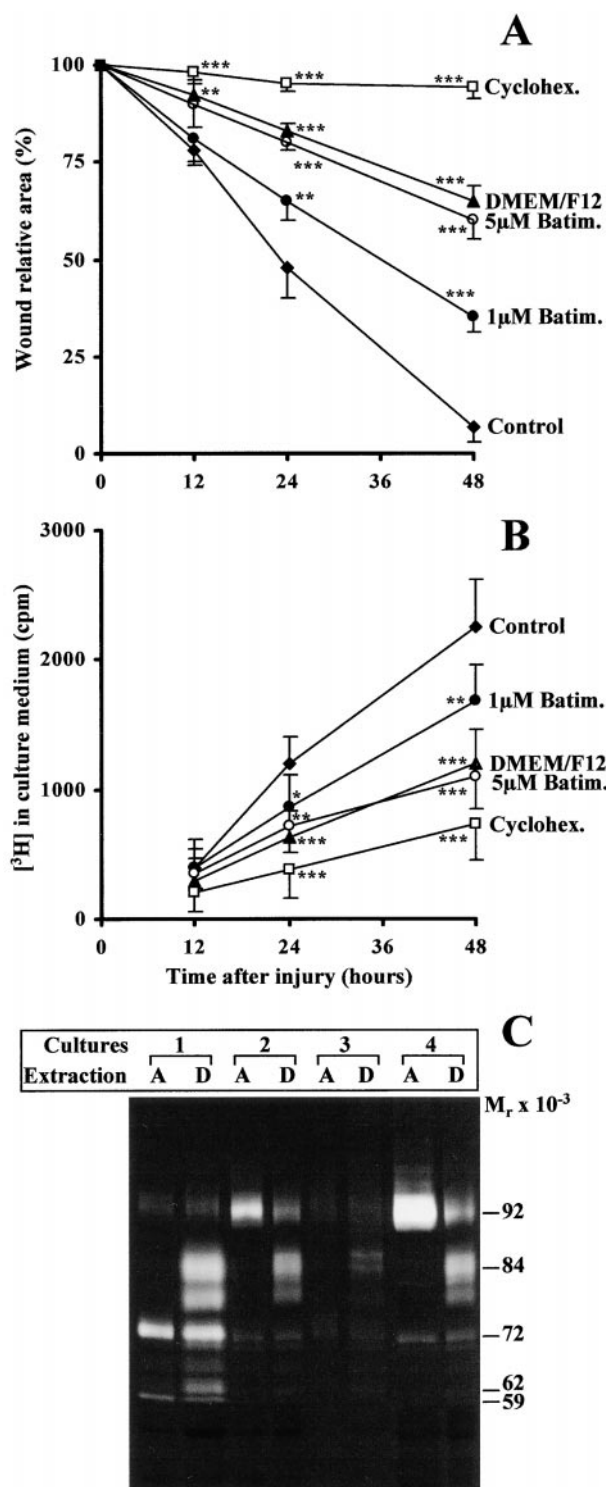 A
Wound relative area (%)
100
75
50
25
0
*** *** *** Cyclohex.
** *** *** DMEM/F12
*** *** 5μM Batim.
** *** 1μM Batim.
Control
0 12 24 36 48
B
[³H] in culture medium (cpm)
3000
2000
1000
0
Control
* ** 1μM Batim.
*** *** DMEM/F12
** *** 5μM Batim.
*** *** Cyclohex.
0 12 24 36 48
Time after injury (hours)
C
Cultures 1 2 3 4
Extraction A D A D A D A D
Mr x 10⁻³
92
84
72
62
59